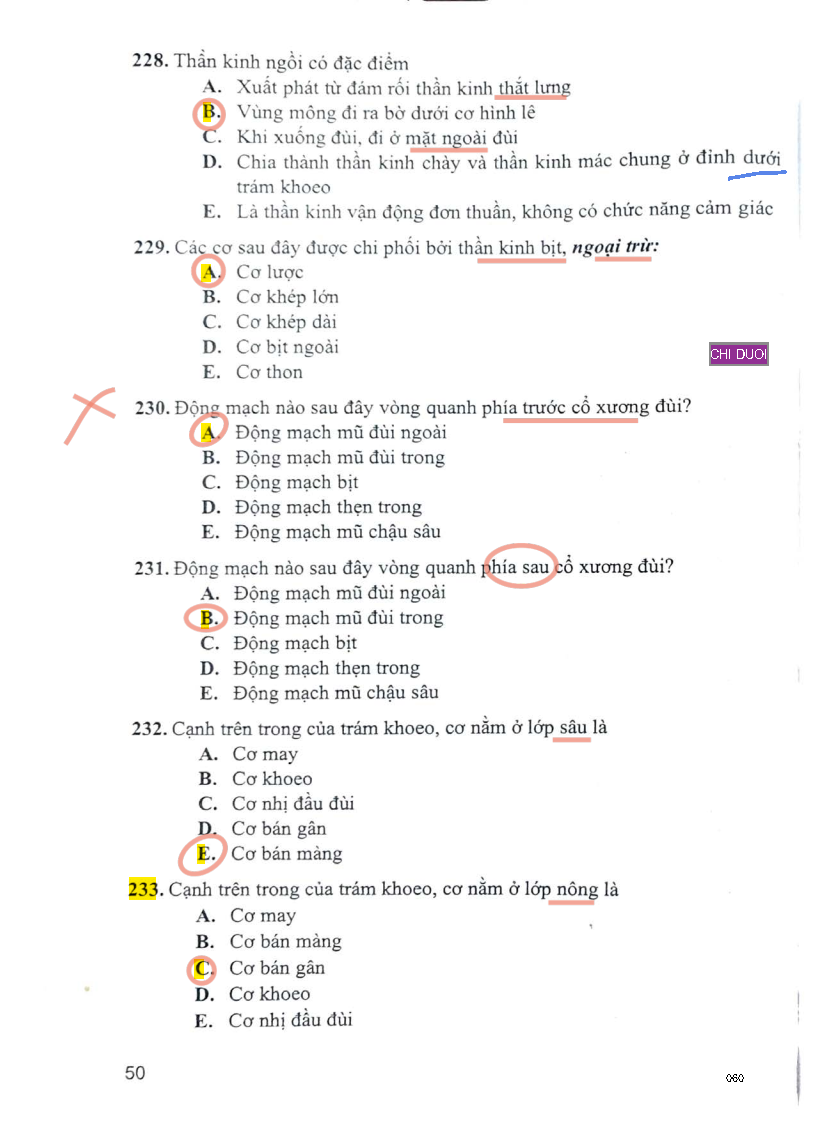 228. Thần kinh ngồi có đặc điểm
A. Xuất phát từ đám rối thần kinh thắt lưng
B. Vùng mông đi ra bờ dưới cơ hình lê
C. Khi xuống đùi, đi ở mặt ngoài đùi
D. Chia thành thần kinh chày và thần kinh mác chung ở đỉnh dưới
trám khoeo
E. Là thần kinh vận động đơn thuần, không có chức năng cảm giác
229. Các cơ sau đây được chi phối bởi thần kinh bịt, ngoại trừ:
A. Cơ lược
B. Cơ khép lớn
C. Cơ khép dài
D. Cơ bịt ngoài
CHI DUOI
E. Cơ thon
230. Động mạch nào sau đây vòng quanh phía trước cổ xương đùi?
A. Động mạch mũ đùi ngoài
B. Động mạch mũ đùi trong
C. Động mạch bịt
D. Động mạch thẹn trong
E. Động mạch mũ chậu sâu
231. Động mạch nào sau đây vòng quanh phía sau cổ xương đùi?
A. Động mạch mũ đùi ngoài
B. Động mạch mũ đùi trong
C. Động mạch bịt
D. Động mạch thẹn trong
E. Động mạch mũ chậu sâu
232. Cạnh trên trong của trám khoeo, cơ nằm ở lớp sâu là
A. Cơ may
B. Cơ khoeo
C. Cơ nhị đầu đùi
D. Cơ bán gân
E. Cơ bán màng
233. Cạnh trên trong của trám khoeo, cơ nằm ở lớp nông là
A. Cơ may
B. Cơ bán màng
C. Cơ bán gân
D. Cơ khoeo
E. Cơ nhị đầu đùi
50
060